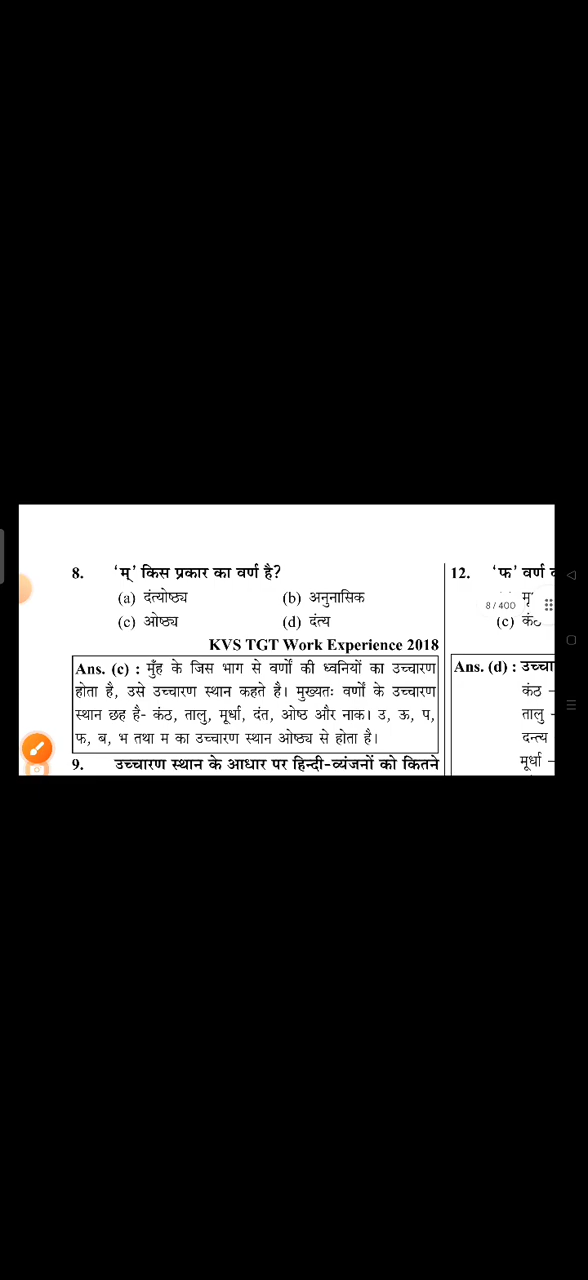 8. ‘म्’ किस प्रकार का वर्ण है?
(a) दंत्योष्ठ्य (b) अनुनासिक
(c) ओष्ठ्य (d) दंत्य
KVS TGT Work Experience 2018
Ans. (c) : मुँह के जिस भाग से वर्णों की ध्वनियों का उच्चारण
होता है, उसे उच्चारण स्थान कहते है। मुख्यतः वर्णों के उच्चारण
स्थान छह है- कंठ, तालु, मूर्धा, दंत, ओष्ठ और नाक। उ, ऊ, प,
फ, ब, भ तथा म का उच्चारण स्थान ओष्ठ्य से होता है।
9. उच्चारण स्थान के आधार पर हिन्दी-व्यंजनों को कितने
12. ‘फ’ वर्ण
8 / 400
(c)
Ans. (d) : उच्चा
कंठ -
तालु -
दन्त्य
मूर्धा -